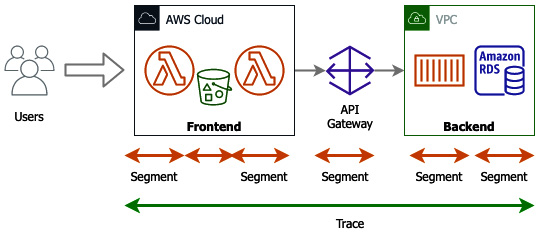 AWS Cloud
VPC
Amazon
RDS
Users
Frontend
API
Gateway
Backend
Segment
Segment
Segment
Segment
Segment
Trace